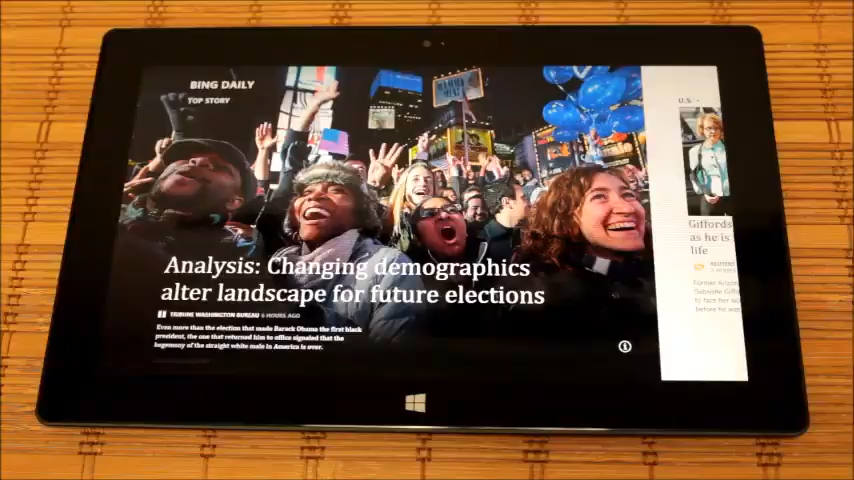 BING DAILY
TOP STORY
Analysis: Changing demographics
alter landscape for future elections
TRIBUNE WASHINGTON BUREAU 6 HOURS AGO
Even more than the election that made Barack Obama the first black
president, the one that returned him to office signaled that the
hegemony of the straight white male in America is over.
U.S.
Giffords
as he is
life
REUTERS